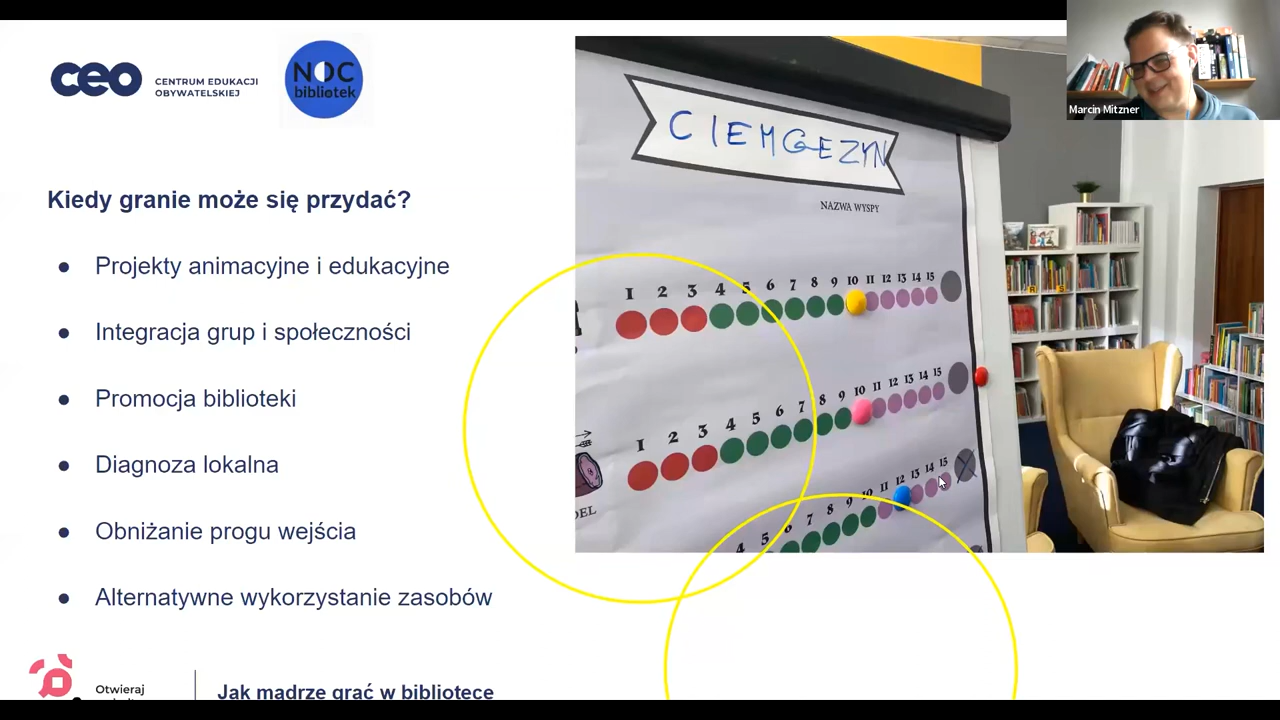 ceo
CENTRUM EDUKACJI
OBYWATELSKIEJ
NOC
bibliotek
Kiedy granie może się przydać?
● Projekty animacyjne i edukacyjne
● Integracja grup i społeczności
● Promocja biblioteki
● Diagnoza lokalna
● Obniżanie progu wejścia
● Alternatywne wykorzystanie zasobów
Otwieraj
Jak mądrze grać w bibliotece
CIEMGEZYN
NAZWA WYSPY
1 2 3 4 5 6 7 8 9 10 11 12 13 14 15
1 2 3 4 5 6 7 8 9 10 11 12 13 14 15
4 5 6 7 8 9 10 11 12 13 14 15
Marcin Mitzner